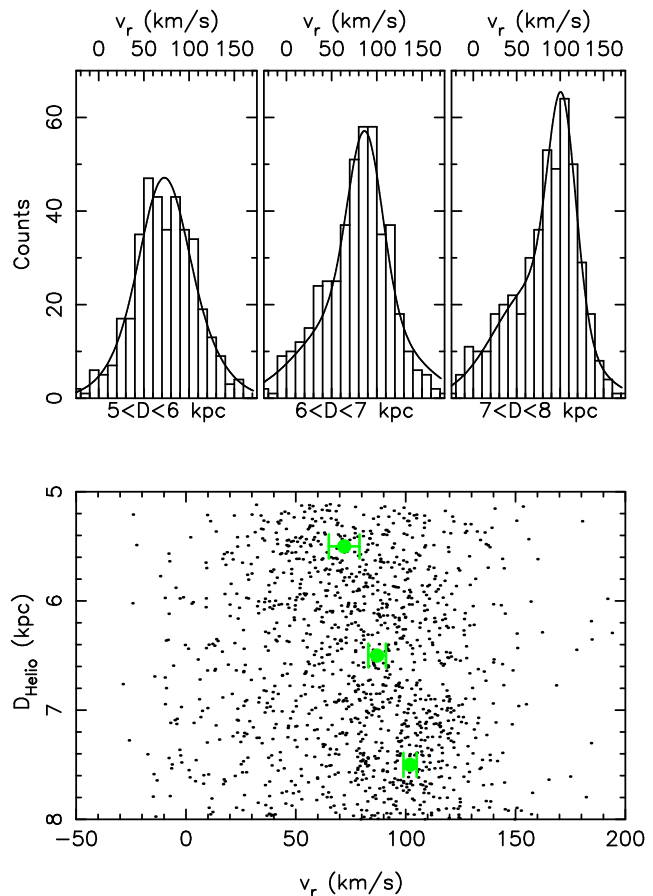 v_r (km/s) v_r (km/s) v_r (km/s)
0 50 100 150 0 50 100 150 0 50 100 150
60
40
20
0
Counts
5<D<6 kpc 6<D<7 kpc 7<D<8 kpc
5
6
7
8
D_Helio (kpc)
−50 0 50 100 150 200
v_r (km/s)